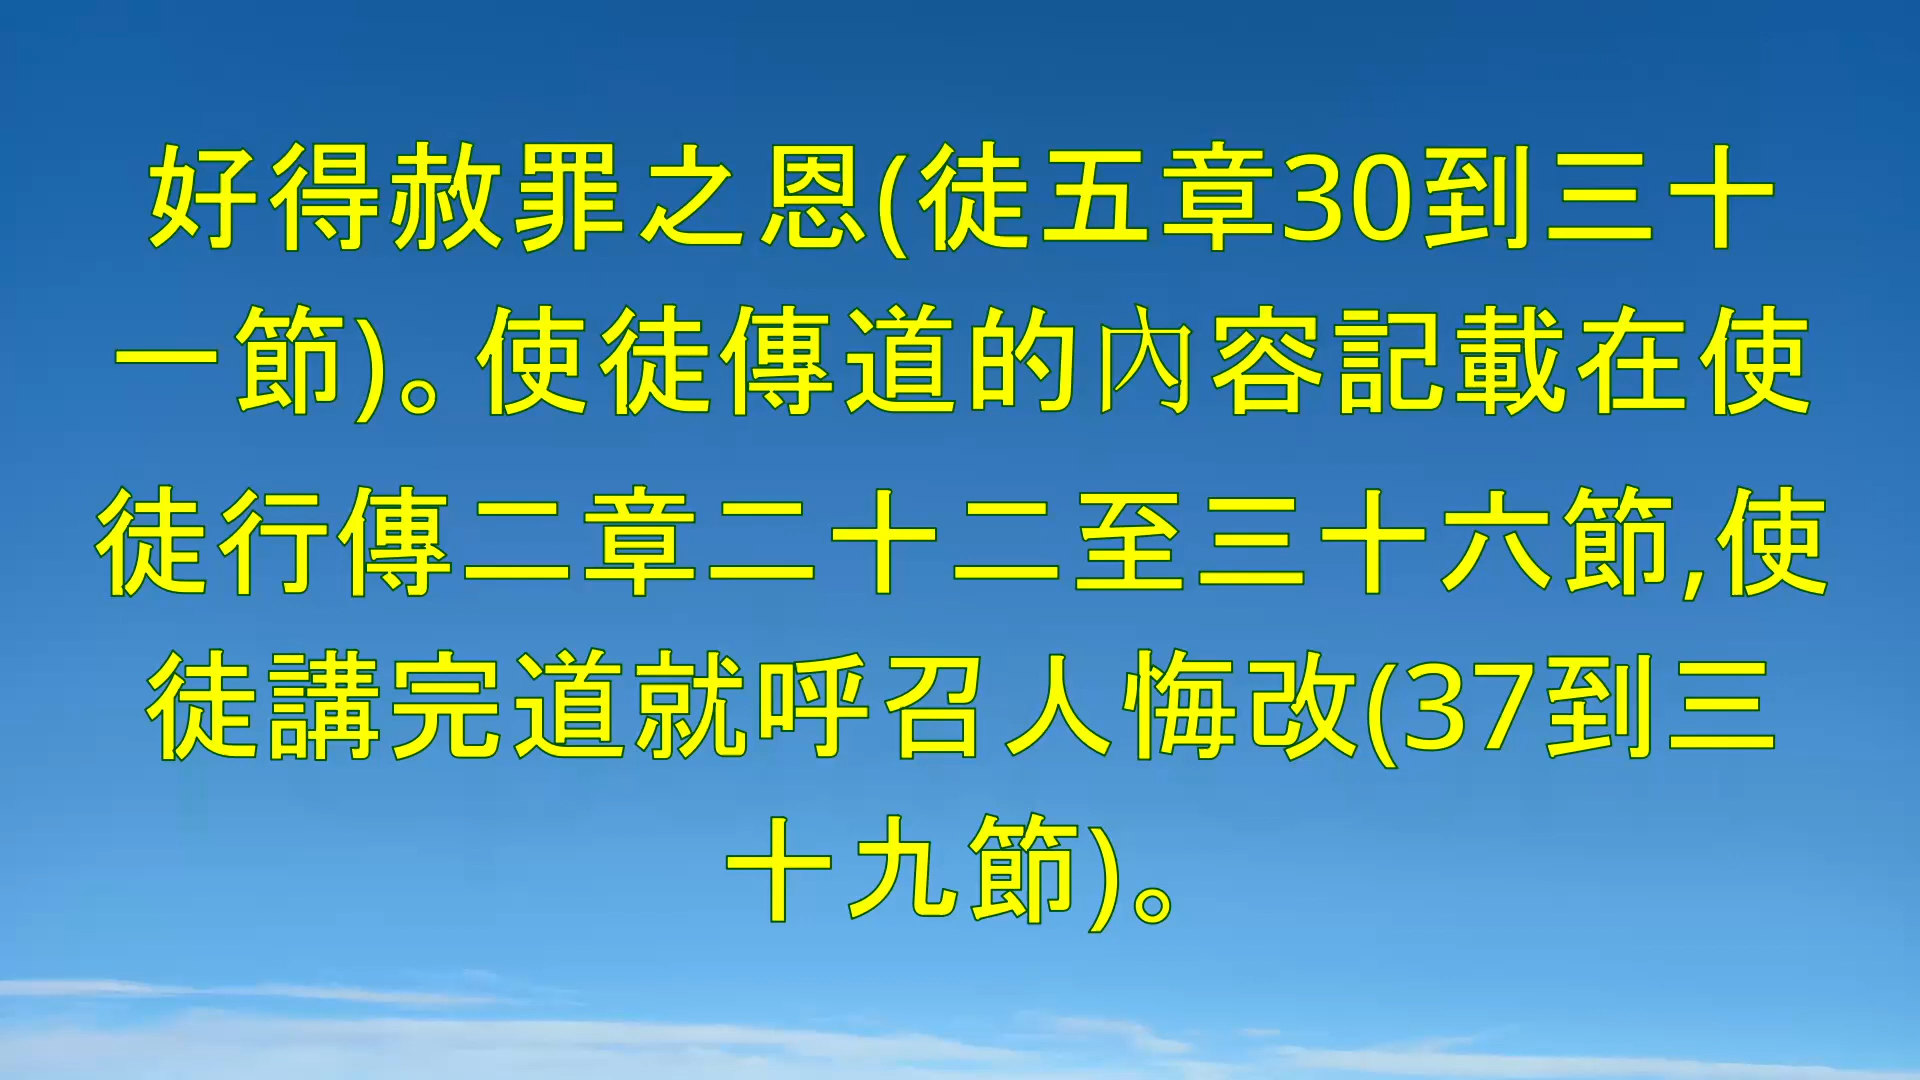 好得赦罪之恩(徒五章30到三十
一節)。使徒傳道的內容記載在使
徒行傳二章二十二至三十六節,使
徒講完道就呼召人悔改(37到三
十九節)。